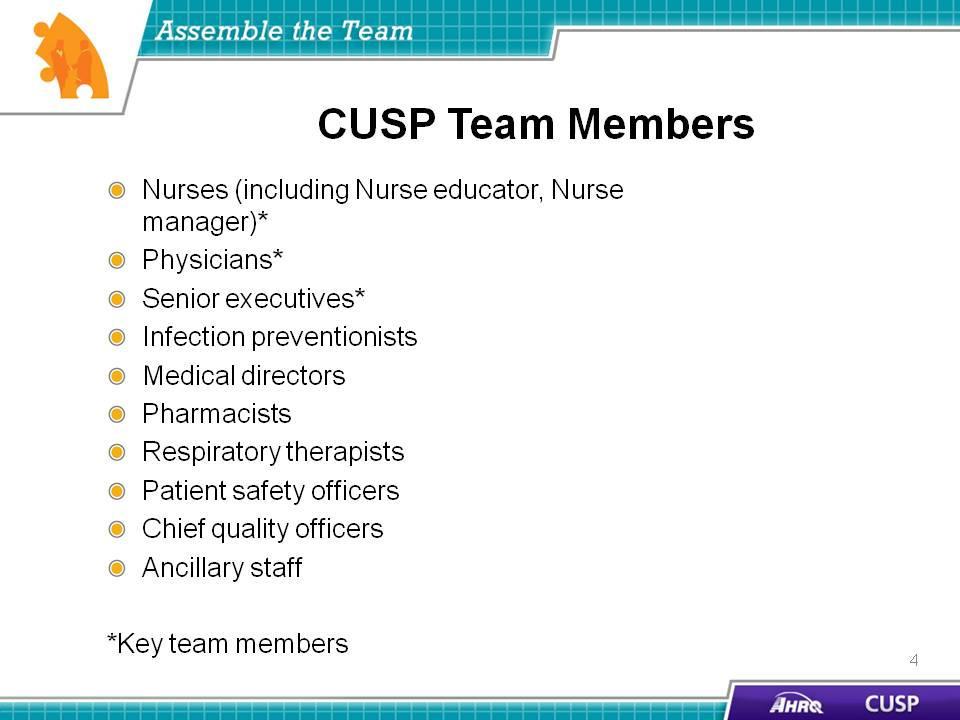 Assemble the Team
CUSP Team Members
Nurses (including Nurse educator, Nurse
manager)*
Physicians*
Senior executives*
Infection preventionists
Medical directors
Pharmacists
Respiratory therapists
Patient safety officers
Chief quality officers
Ancillary staff
*Key team members
4
AHRQ CUSP